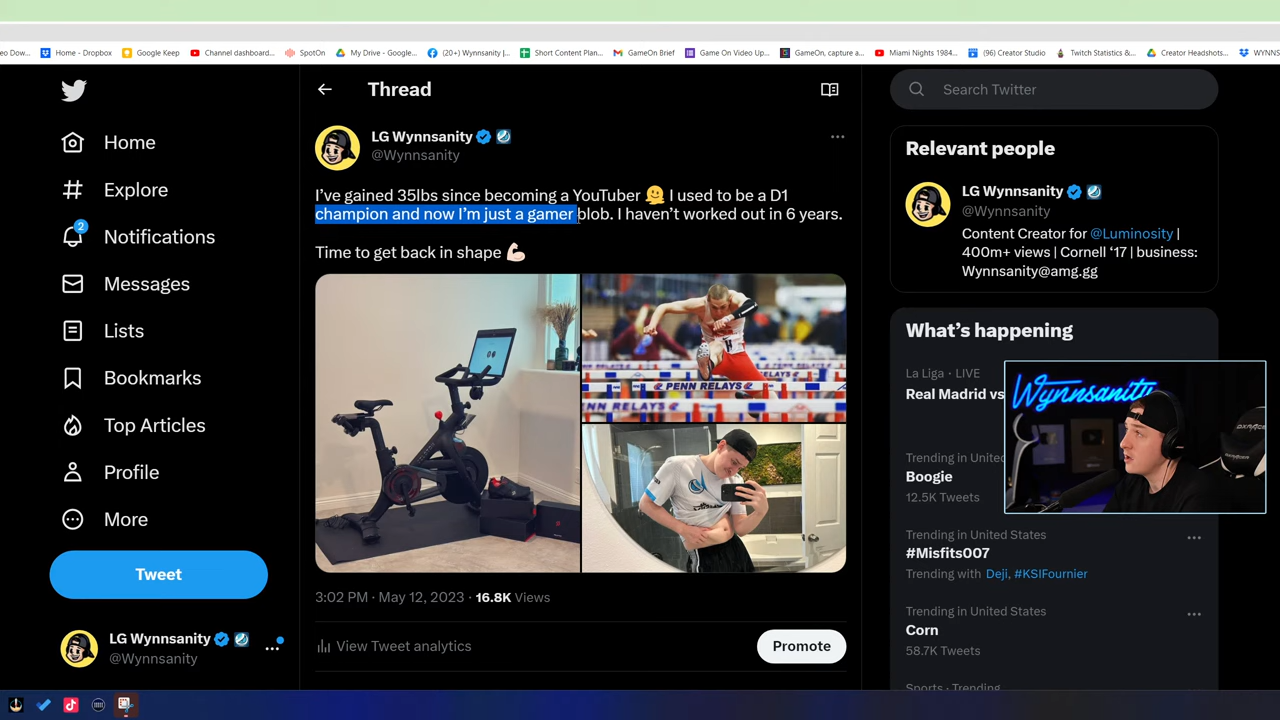 eo Dow...
Home - Dropbox
Google Keep
Channel dashboard...
SpotOn
My Drive - Google...
(20+) Wynnsanity |...
Short Content Plan...
GameOn Brief
Game On Video Up...
GameOn, capture a...
Miami Nights 1984...
(96) Creator Studio
Twitch Statistics &...
Creator Headshots...
WYNNS
Home
Explore
2
Notifications
Messages
Lists
Bookmarks
Top Articles
Profile
More
Tweet
LG Wynnsanity
@Wynnsanity
Thread
LG Wynnsanity
@Wynnsanity
I’ve gained 35lbs since becoming a YouTuber 🫠 I used to be a D1
champion and now I’m just a gamer blob. I haven’t worked out in 6 years.
Time to get back in shape 💪🏻
PENN RELAYS
3:02 PM · May 12, 2023 · 16.8K Views
View Tweet analytics
Promote
Search Twitter
Relevant people
LG Wynnsanity
@Wynnsanity
Content Creator for @Luminosity |
400m+ views | Cornell ‘17 | business:
Wynnsanity@amg.gg
What’s happening
La Liga · LIVE
Real Madrid vs
Wynnsanity
Trending in United
Boogie
12.5K Tweets
Trending in United States
#Misfits007
Trending with Deji, #KSIFournier
Trending in United States
Corn
58.7K Tweets
Sports · Trending